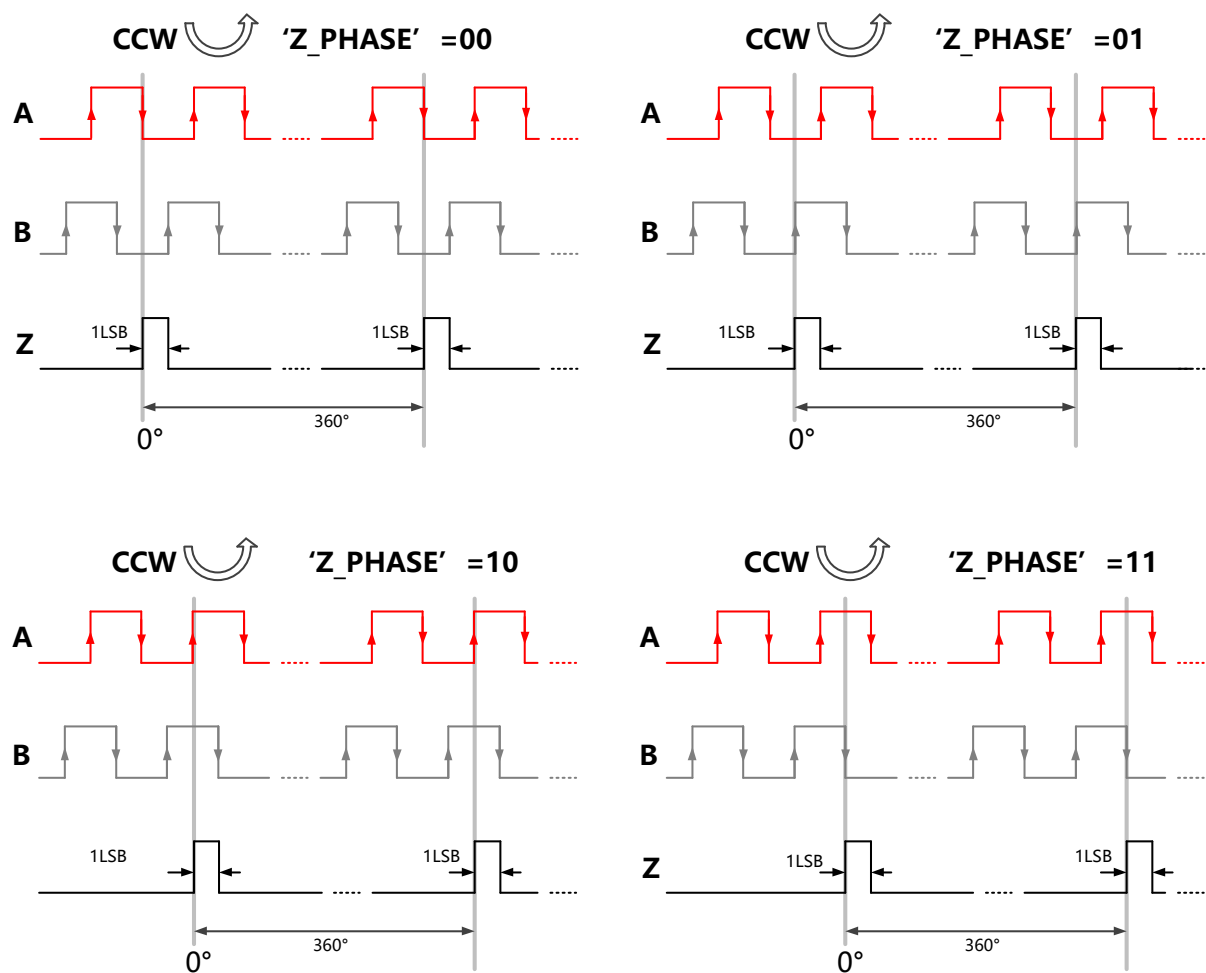 CCW 'Z_PHASE' =00
A
B
Z
1LSB 1LSB
360°
0°
CCW 'Z_PHASE' =01
A
B
Z
1LSB 1LSB
360°
0°
CCW 'Z_PHASE' =10
A
B
1LSB 1LSB
360°
0°
CCW 'Z_PHASE' =11
A
B
Z
1LSB 1LSB
360°
0°